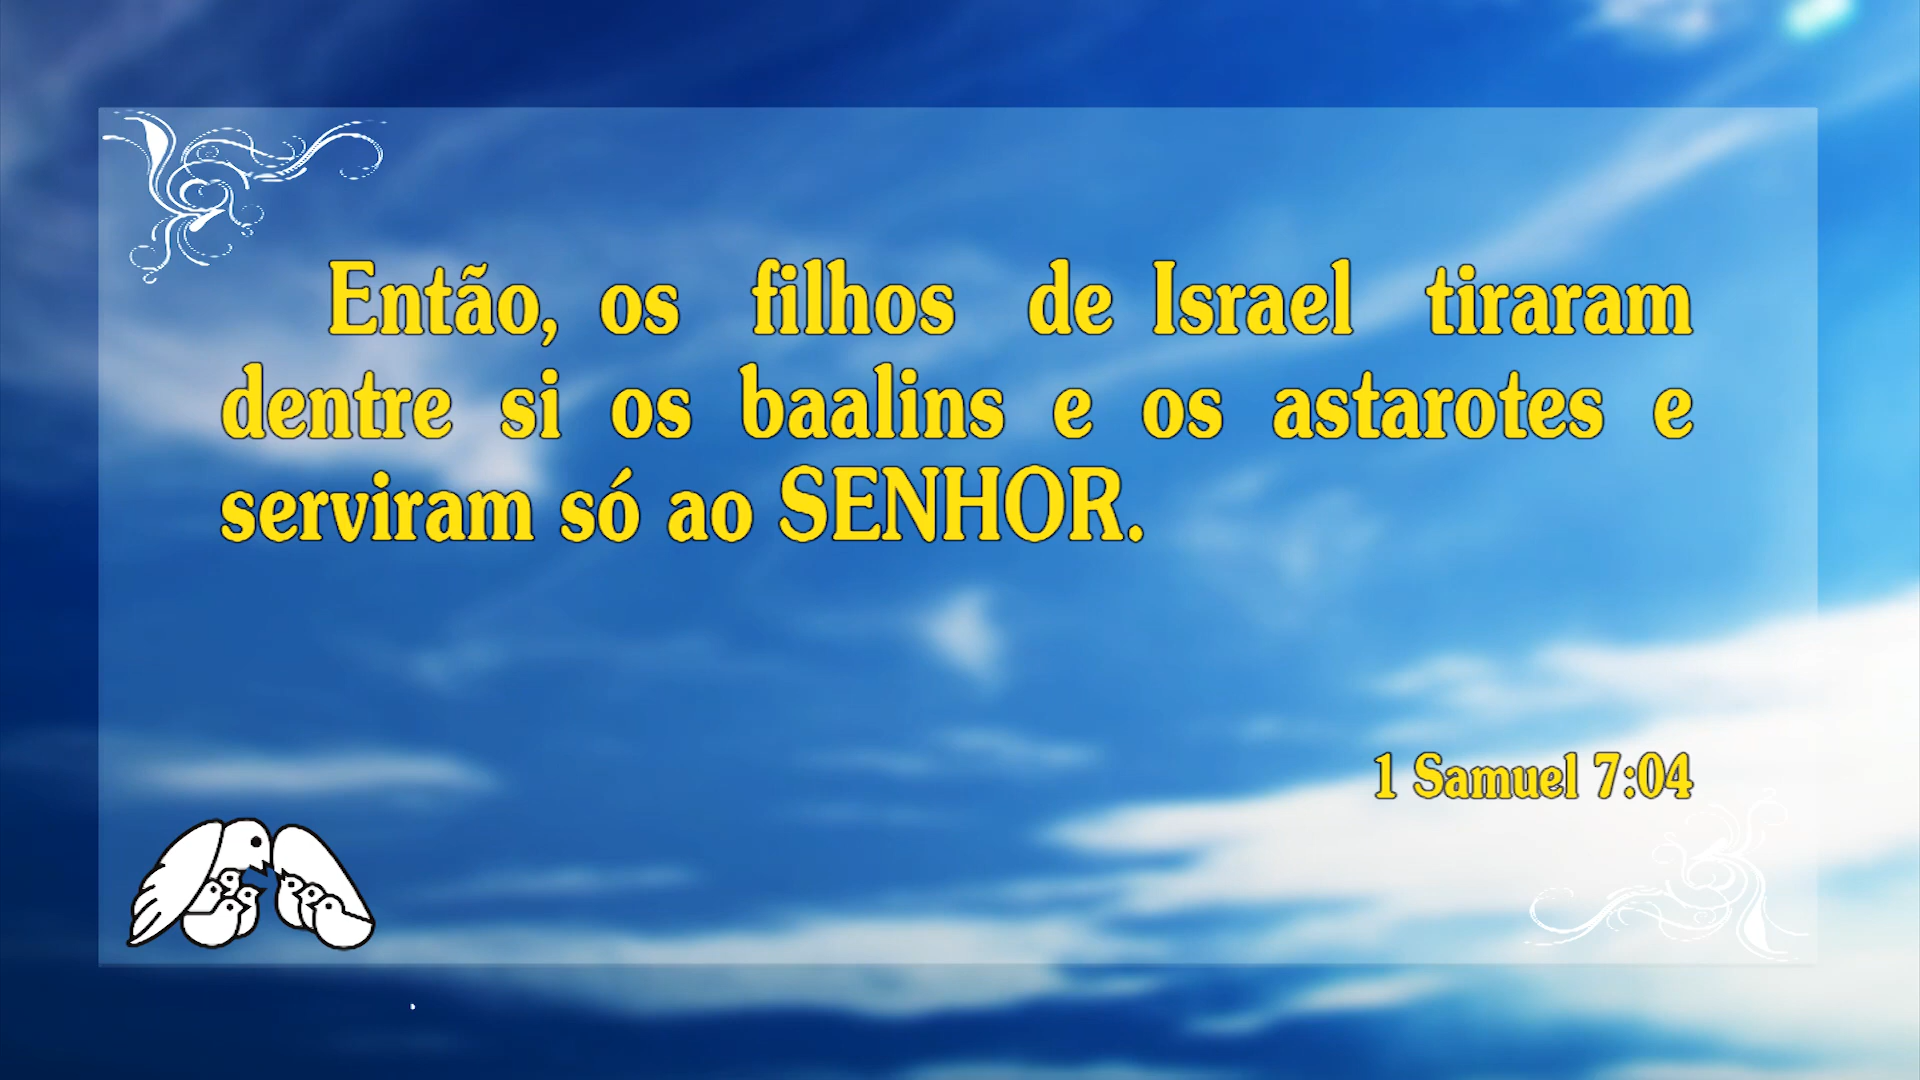 Então, os filhos de Israel tiraram
dentre si os baalins e os astarotes e
serviram só ao SENHOR.
1 Samuel 7:04